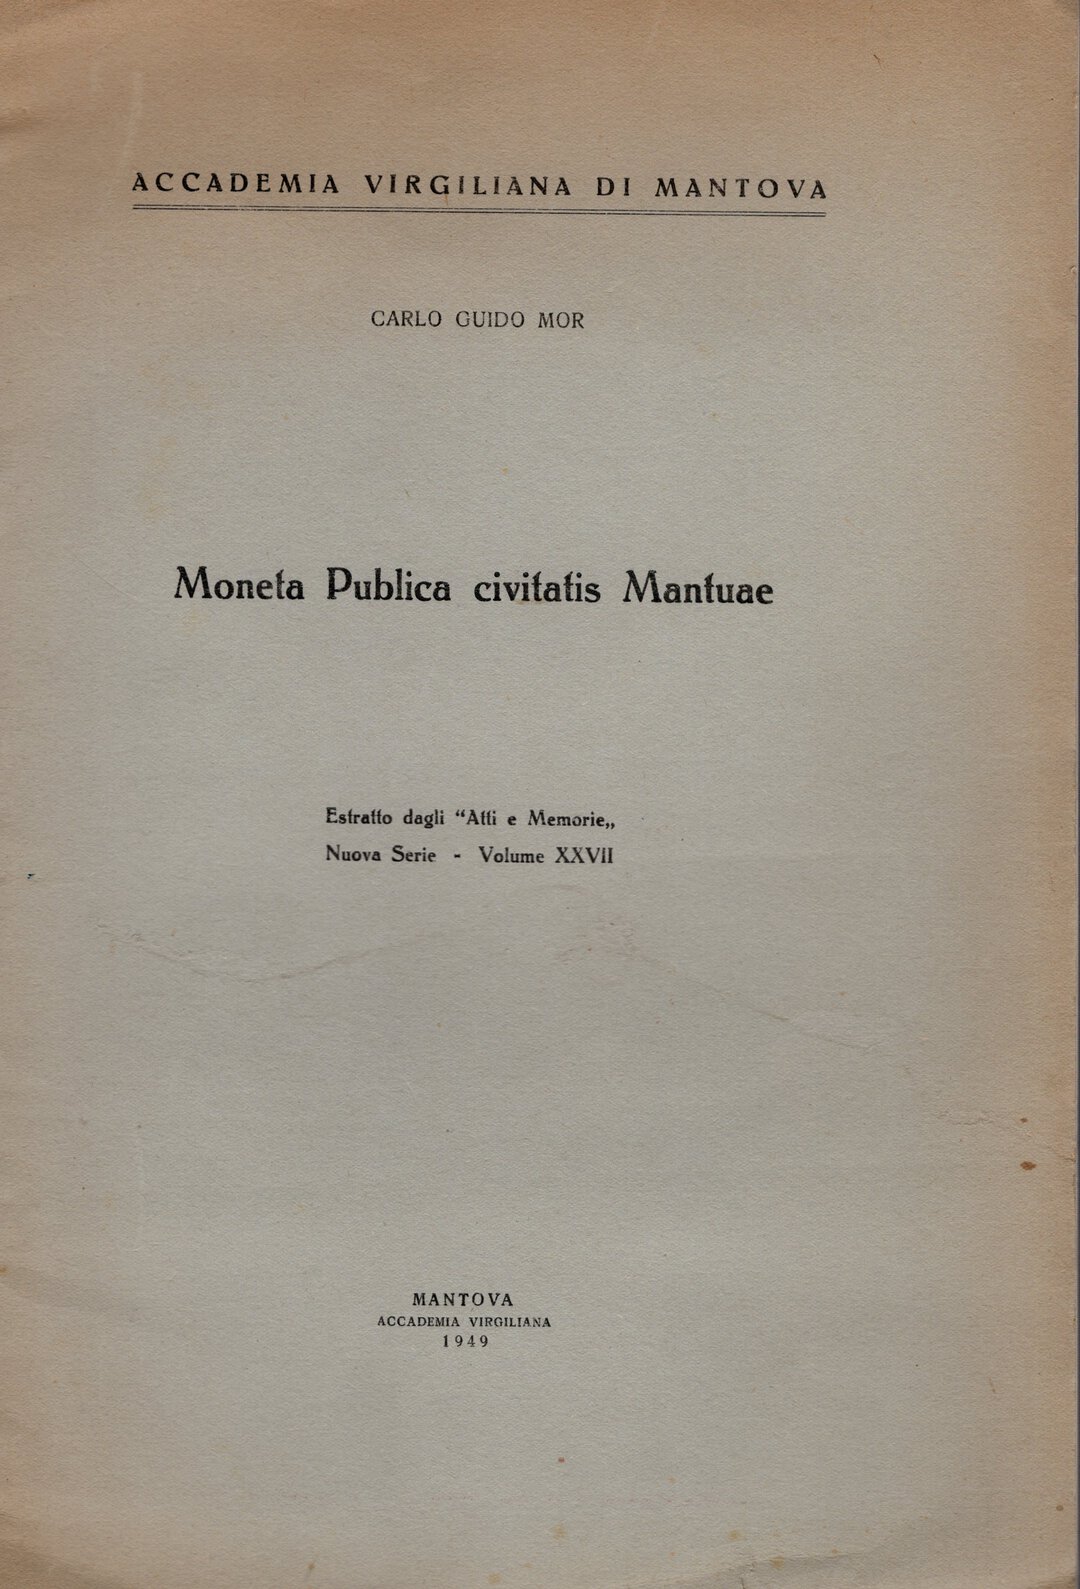 ACCADEMIA VIRGILIANA DI MANTOVA
CARLO GUIDO MOR
Moneta Publica civitatis Mantuae
Estratto dagli “Atti e Memorie„
Nuova Serie - Volume XXVII
MANTOVA
ACCADEMIA VIRGILIANA
1949